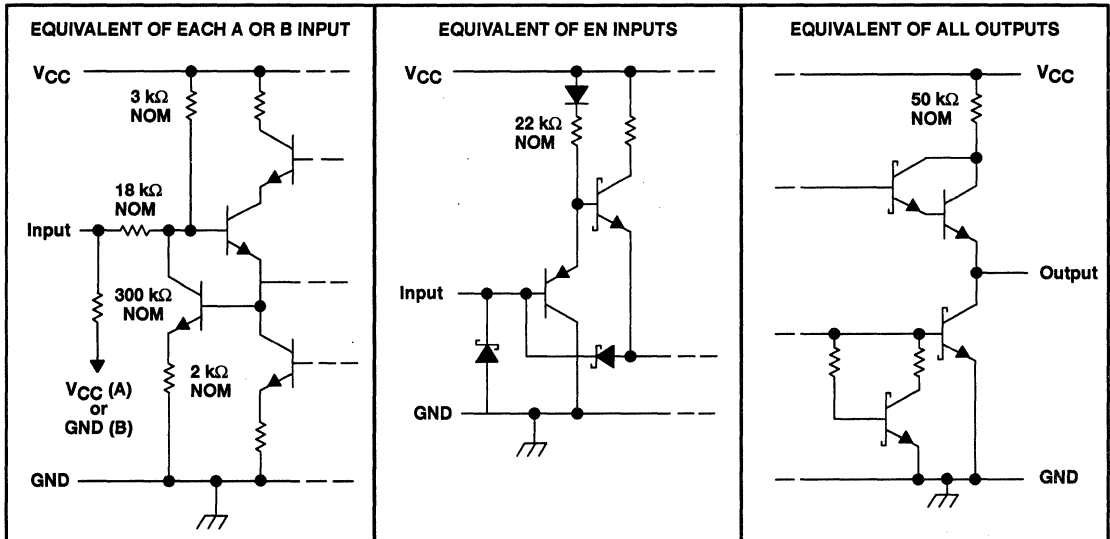 EQUIVALENT OF EACH A OR B INPUT
VCC
3 kΩ
NOM
18 kΩ
NOM
Input
300 kΩ
NOM
2 kΩ
NOM
VCC (A)
or
GND (B)
GND
EQUIVALENT OF EN INPUTS
VCC
22 kΩ
NOM
Input
GND
EQUIVALENT OF ALL OUTPUTS
VCC
50 kΩ
NOM
Output
GND